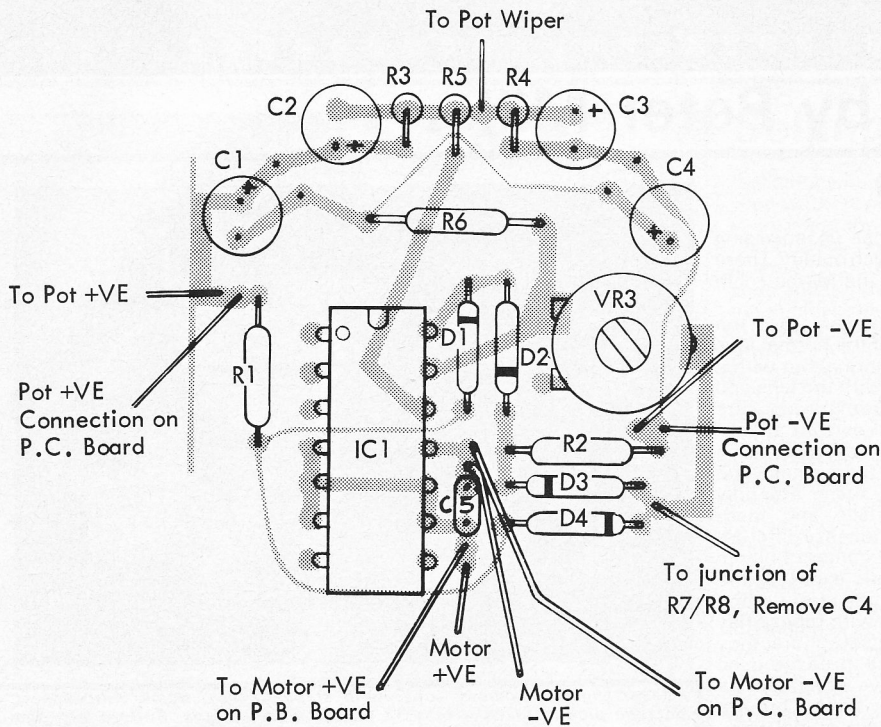 by Pete
To Pot Wiper
R3
R5
R4
C2
C3
C1
C4
+
+
+
+
R6
To Pot +VE
VR3
To Pot -VE
D1
D2
R1
Pot +VE
Connection on
P.C. Board
Pot -VE
Connection on
P.C. Board
IC1
R2
D3
C5
D4
To junction of
R7/R8, Remove C4
Motor
+VE
To Motor +VE
on P.B. Board
Motor
-VE
To Motor -VE
on P.C. Board